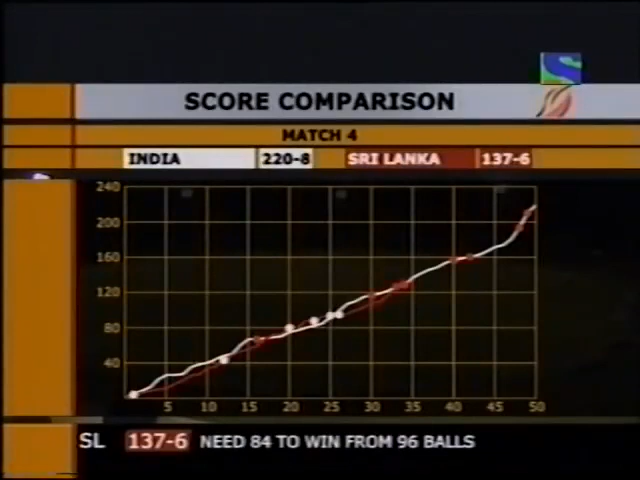 SCORE COMPARISON
MATCH 4
INDIA 220-8 SRI LANKA 137-6
240
200
160
120
80
40
5 10 15 20 25 30 35 40 45 50
SL 137-6 NEED 84 TO WIN FROM 96 BALLS